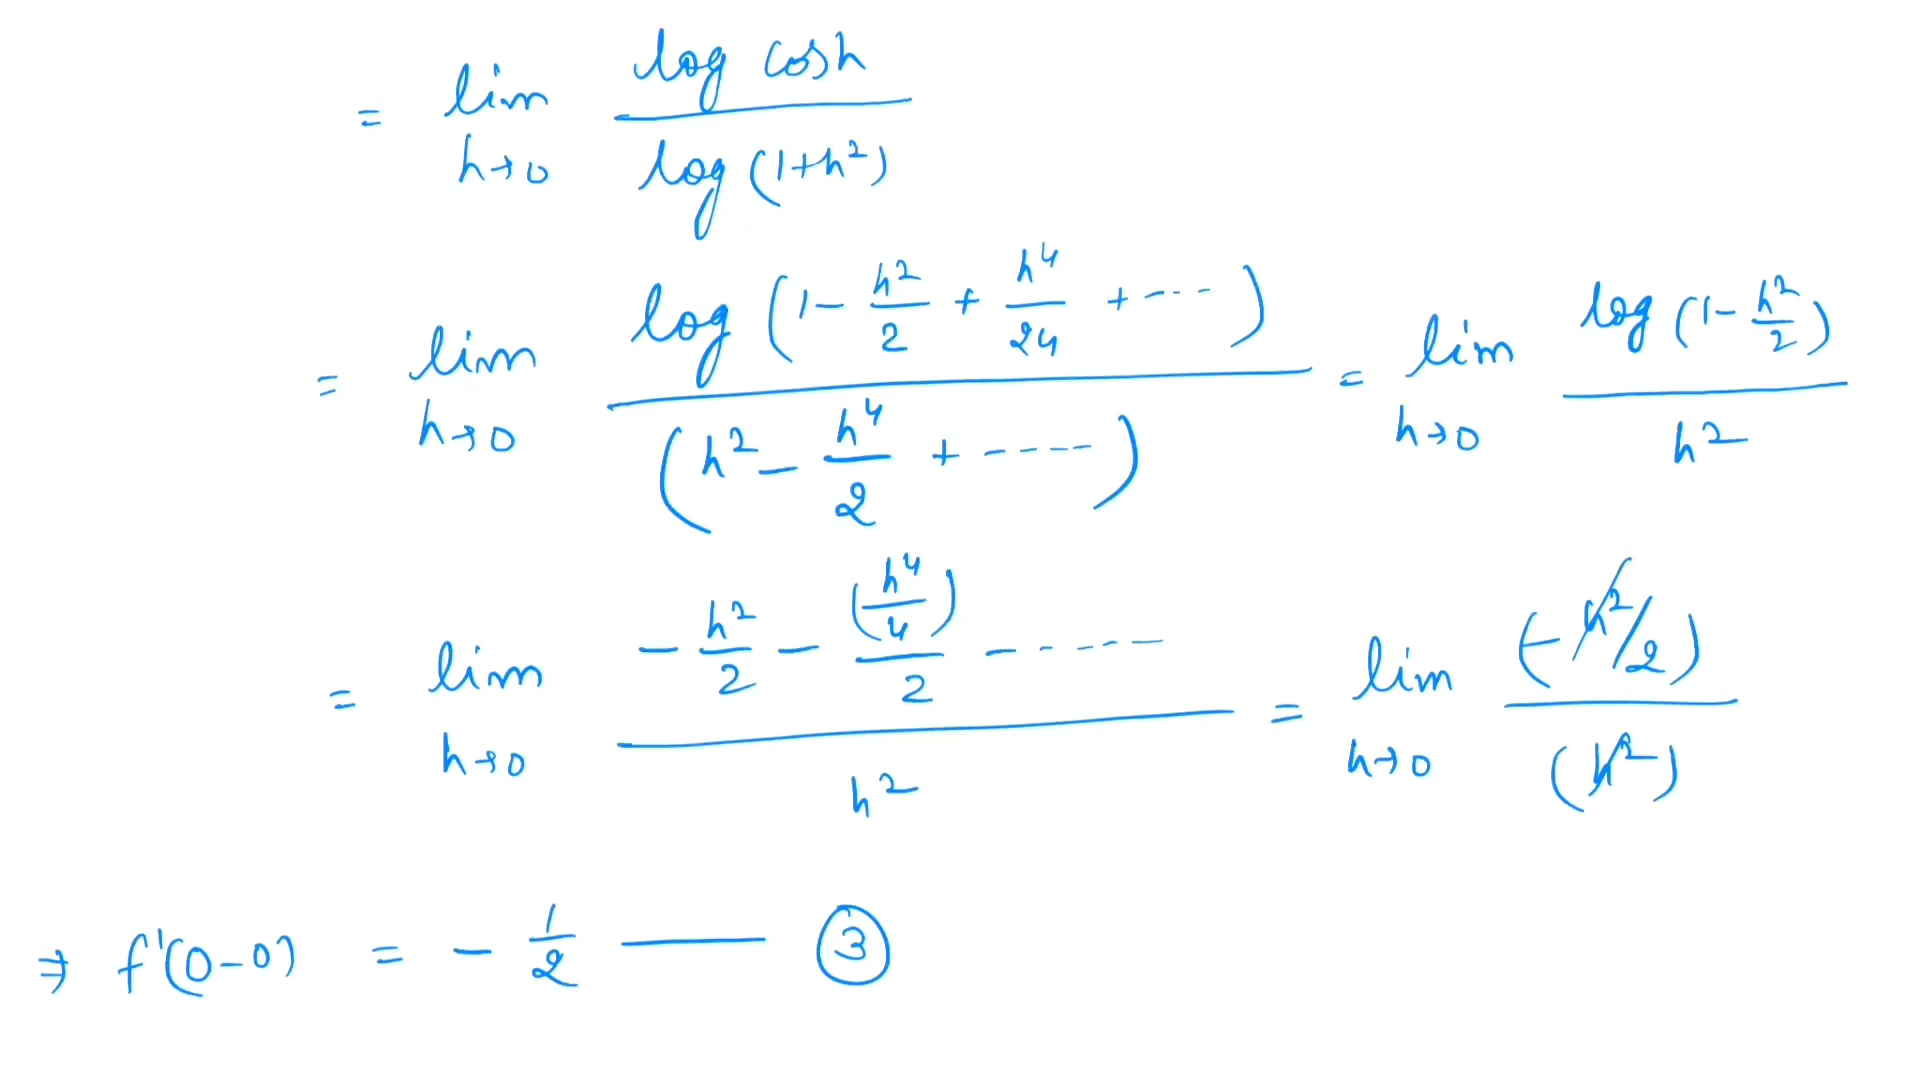 = lim h→0 log cosh / log (1+h²)
= lim h→0 log (1 - h²/2 + h⁴/24 + ---) / (h² - h⁴/2 + ----) = lim h→0 log (1 - h²/2) / h²
= lim h→0 (- h²/2 - (h⁴/4)/2 - -----) / h² = lim h→0 (-h²/2) / (h²)
→ f'(0-0) = - 1/2 —— ③